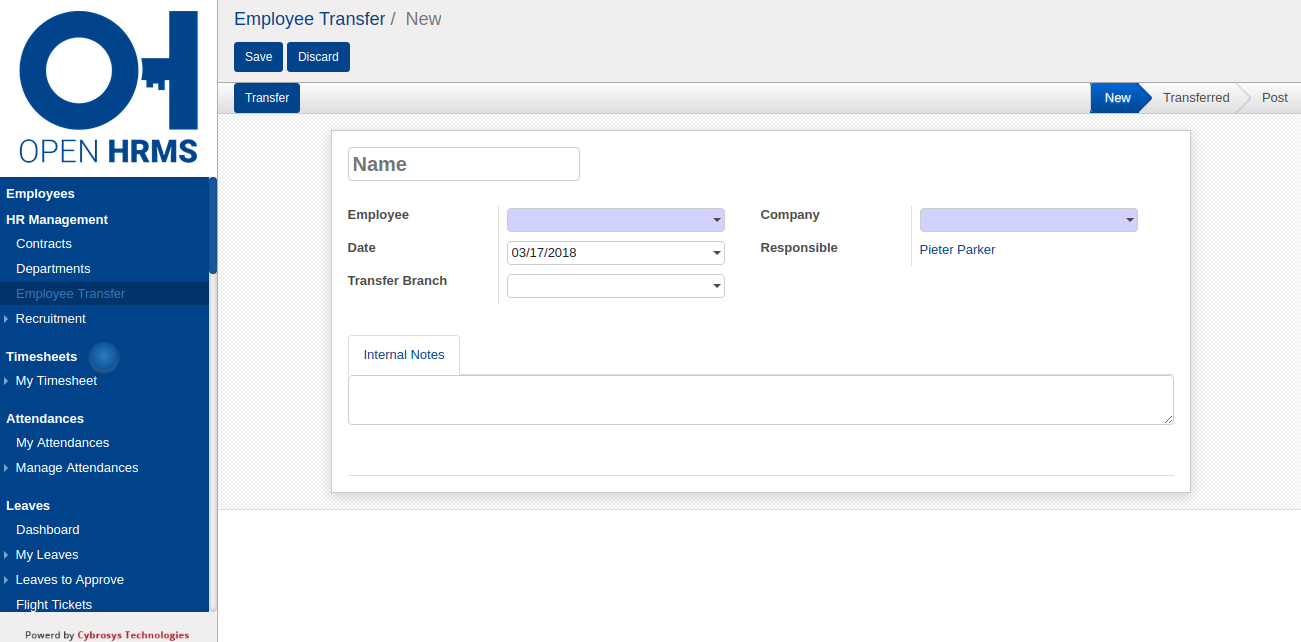 OPEN HRMS
Employees
HR Management
Contracts
Departments
Employee Transfer
Recruitment
Timesheets
My Timesheet
Attendances
My Attendances
Manage Attendances
Leaves
Dashboard
My Leaves
Leaves to Approve
Flight Tickets
Powerd by Cybrosys Technologies
Employee Transfer / New
Save Discard
Transfer New Transferred Post
Name
Employee Company
Date 03/17/2018 Responsible Pieter Parker
Transfer Branch
Internal Notes